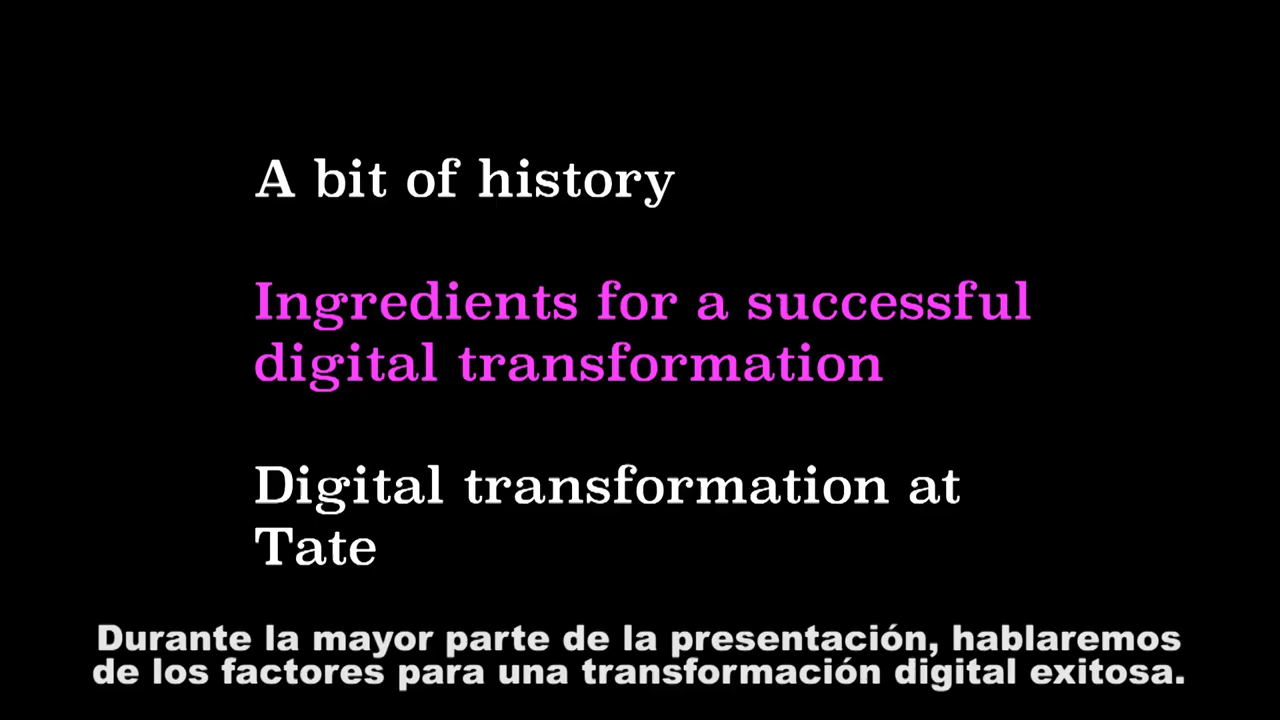 A bit of history
Ingredients for a successful
digital transformation
Digital transformation at
Tate
Durante la mayor parte de la presentación, hablaremos
de los factores para una transformación digital exitosa.